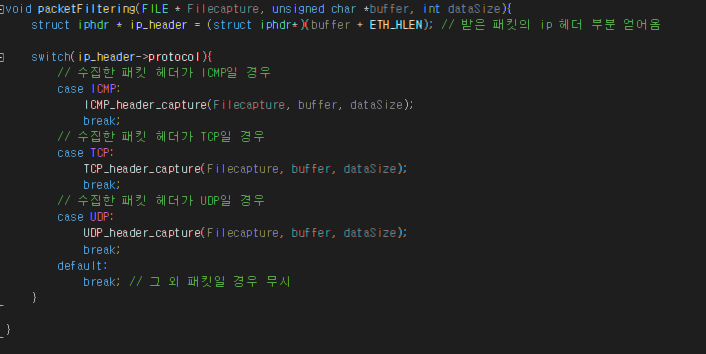 void packetFiltering(FILE * Filecapture, unsigned char *buffer, int dataSize){
struct iphdr * ip_header = (struct iphdr*)(buffer + ETH_HLEN); // 받은 패킷의 ip 헤더 부분 얻어옴
switch(ip_header->protocol){
// 수집한 패킷 헤더가 ICMP일 경우
case ICMP:
ICMP_header_capture(Filecapture, buffer, dataSize);
break;
// 수집한 패킷 헤더가 TCP일 경우
case TCP:
TCP_header_capture(Filecapture, buffer, dataSize);
break;
// 수집한 패킷 헤더가 UDP일 경우
case UDP:
UDP_header_capture(Filecapture, buffer, dataSize);
break;
default:
break; // 그 외 패킷일 경우 무시
}
}